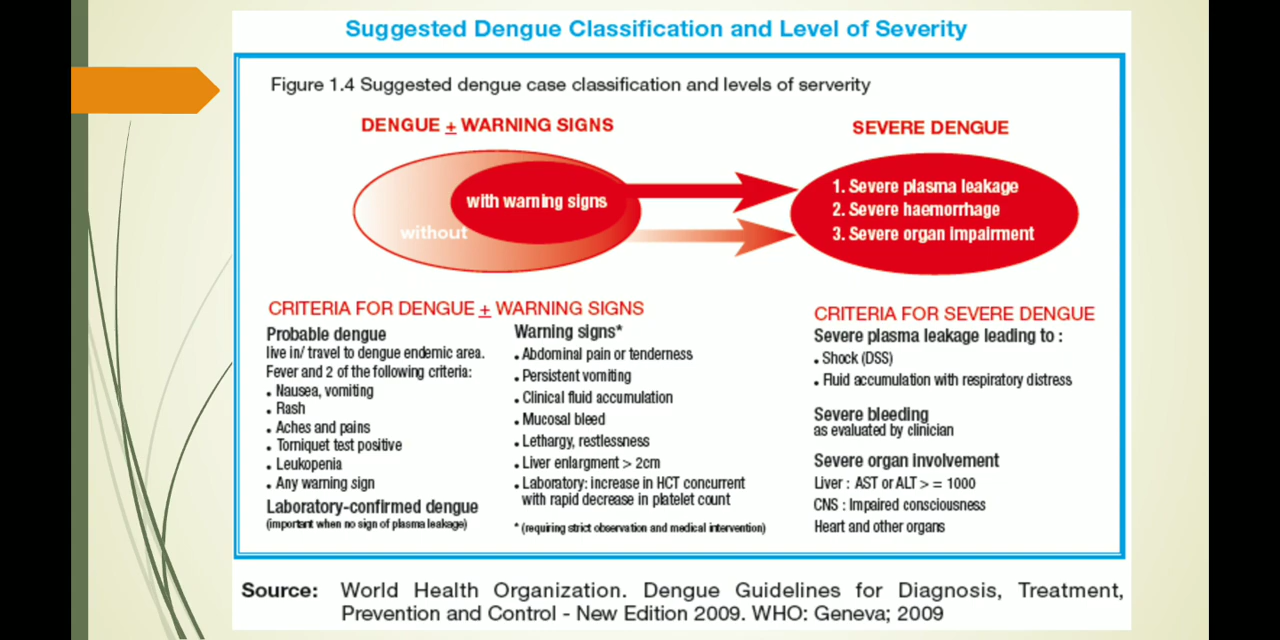 Suggested Dengue Classification and Level of Severity
Figure 1.4 Suggested dengue case classification and levels of serverity
DENGUE ± WARNING SIGNS
SEVERE DENGUE
with warning signs
without
1. Severe plasma leakage
2. Severe haemorrhage
3. Severe organ impairment
CRITERIA FOR DENGUE ± WARNING SIGNS
Probable dengue
live in/ travel to dengue endemic area.
Fever and 2 of the following criteria:
• Nausea, vomiting
• Rash
• Aches and pains
• Torniquet test positive
• Leukopenia
• Any warning sign
Laboratory-confirmed dengue
(important when no sign of plasma leakage)
Warning signs*
• Abdominal pain or tenderness
• Persistent vomiting
• Clinical fluid accumulation
• Mucosal bleed
• Lethargy, restlessness
• Liver enlargment > 2cm
• Laboratory: increase in HCT concurrent
with rapid decrease in platelet count
* (requiring strict observation and medical intervention)
CRITERIA FOR SEVERE DENGUE
Severe plasma leakage leading to :
• Shock (DSS)
• Fluid accumulation with respiratory distress
Severe bleeding
as evaluated by clinician
Severe organ involvement
Liver : AST or ALT > = 1000
CNS : Impaired consciousness
Heart and other organs
Source: World Health Organization. Dengue Guidelines for Diagnosis, Treatment,
Prevention and Control - New Edition 2009. WHO: Geneva; 2009